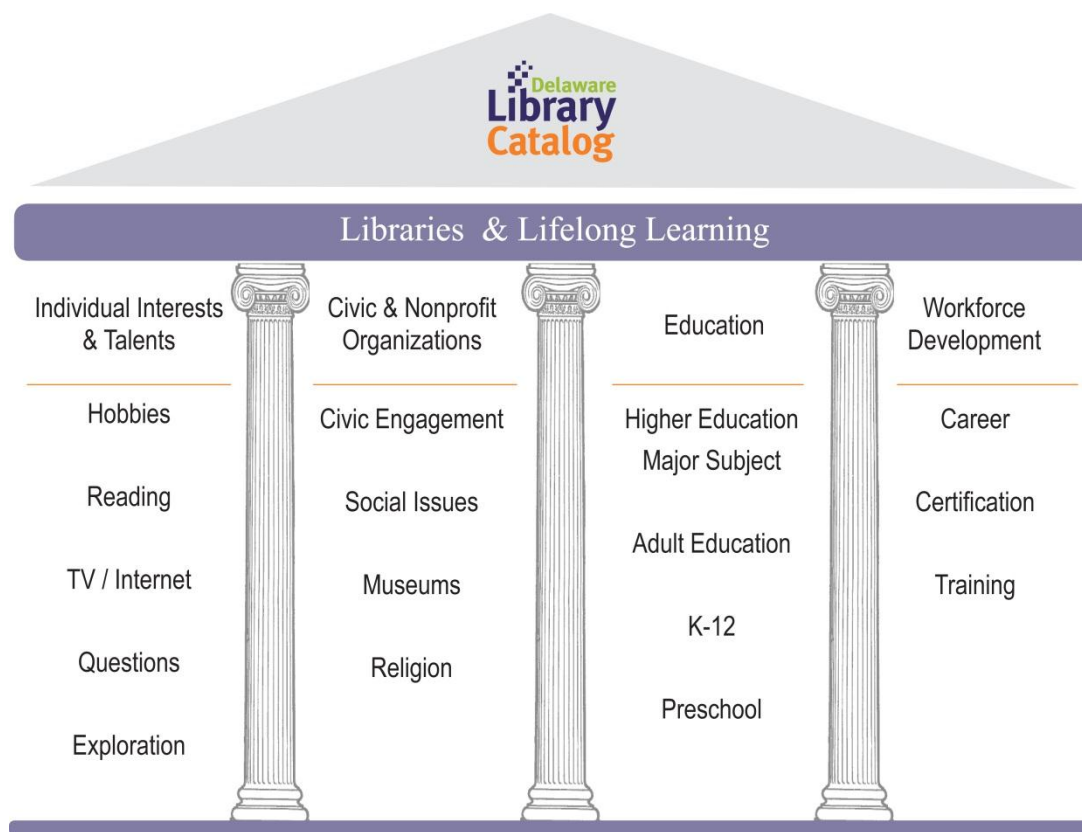 Delaware
Library
Catalog
Libraries & Lifelong Learning
Individual Interests
& Talents
Hobbies
Reading
TV / Internet
Questions
Exploration
Civic & Nonprofit
Organizations
Civic Engagement
Social Issues
Museums
Religion
Education
Higher Education
Major Subject
Adult Education
K-12
Preschool
Workforce
Development
Career
Certification
Training